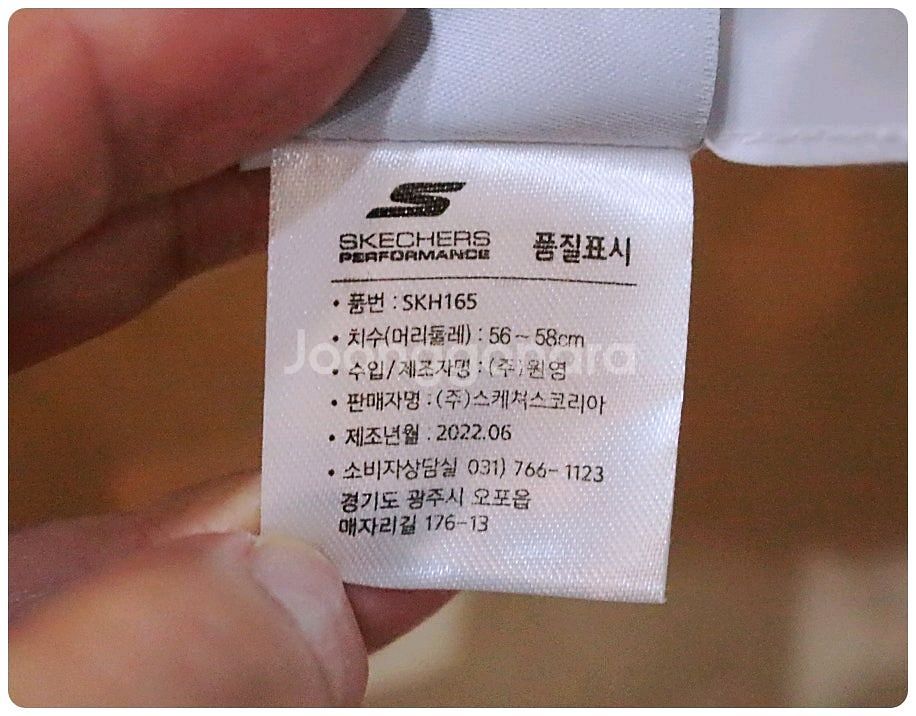 SKECHERS
PERFORMANCE
품질표시
• 품번 : SKH165
• 치수(머리둘레) : 56~58cm
• 수입/제조자명 : (주)원영
• 판매자명 : (주)스케쳐스코리아
• 제조년월 : 2022.06
• 소비자상담실 031) 766-1123
경기도 광주시 오포읍
매자리길 176-13
Joonggonara